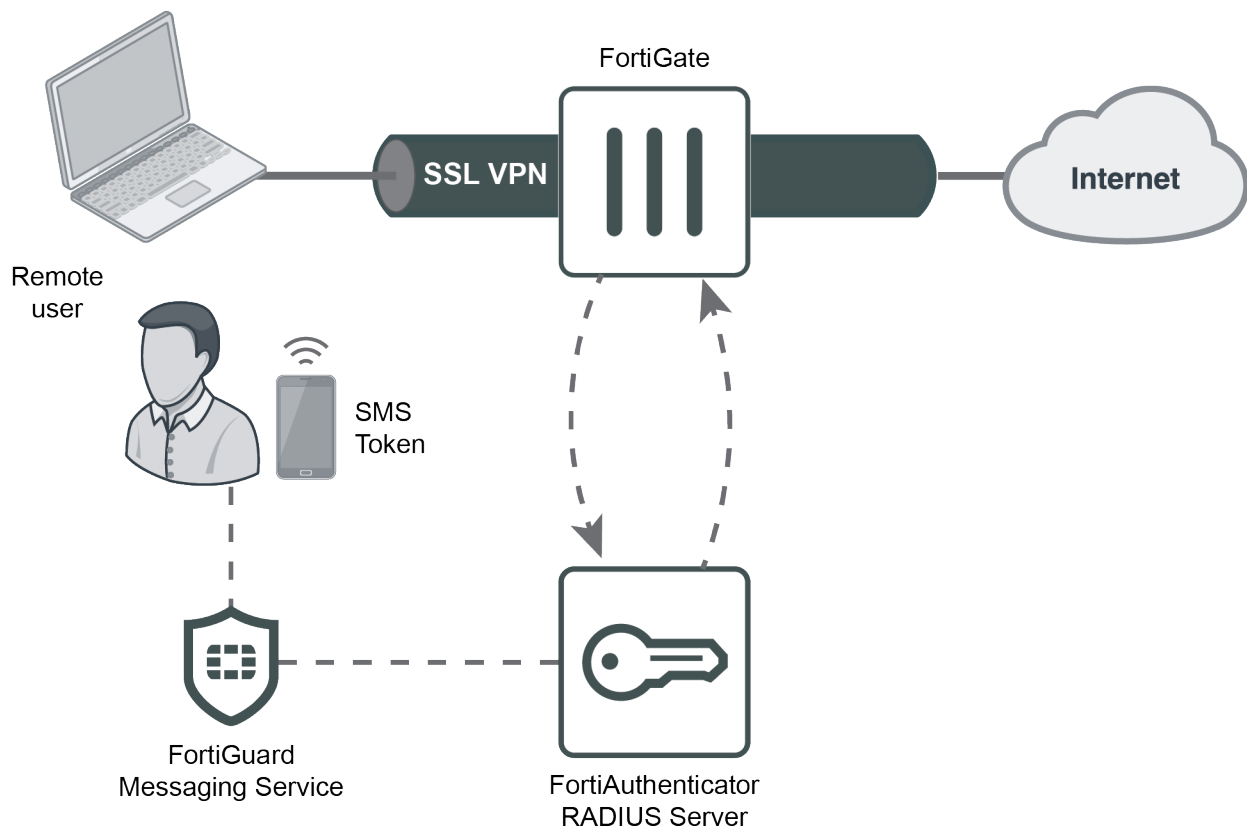 FortiGate
SSL VPN
Internet
Remote
user
SMS
Token
FortiGuard
Messaging Service
FortiAuthenticator
RADIUS Server